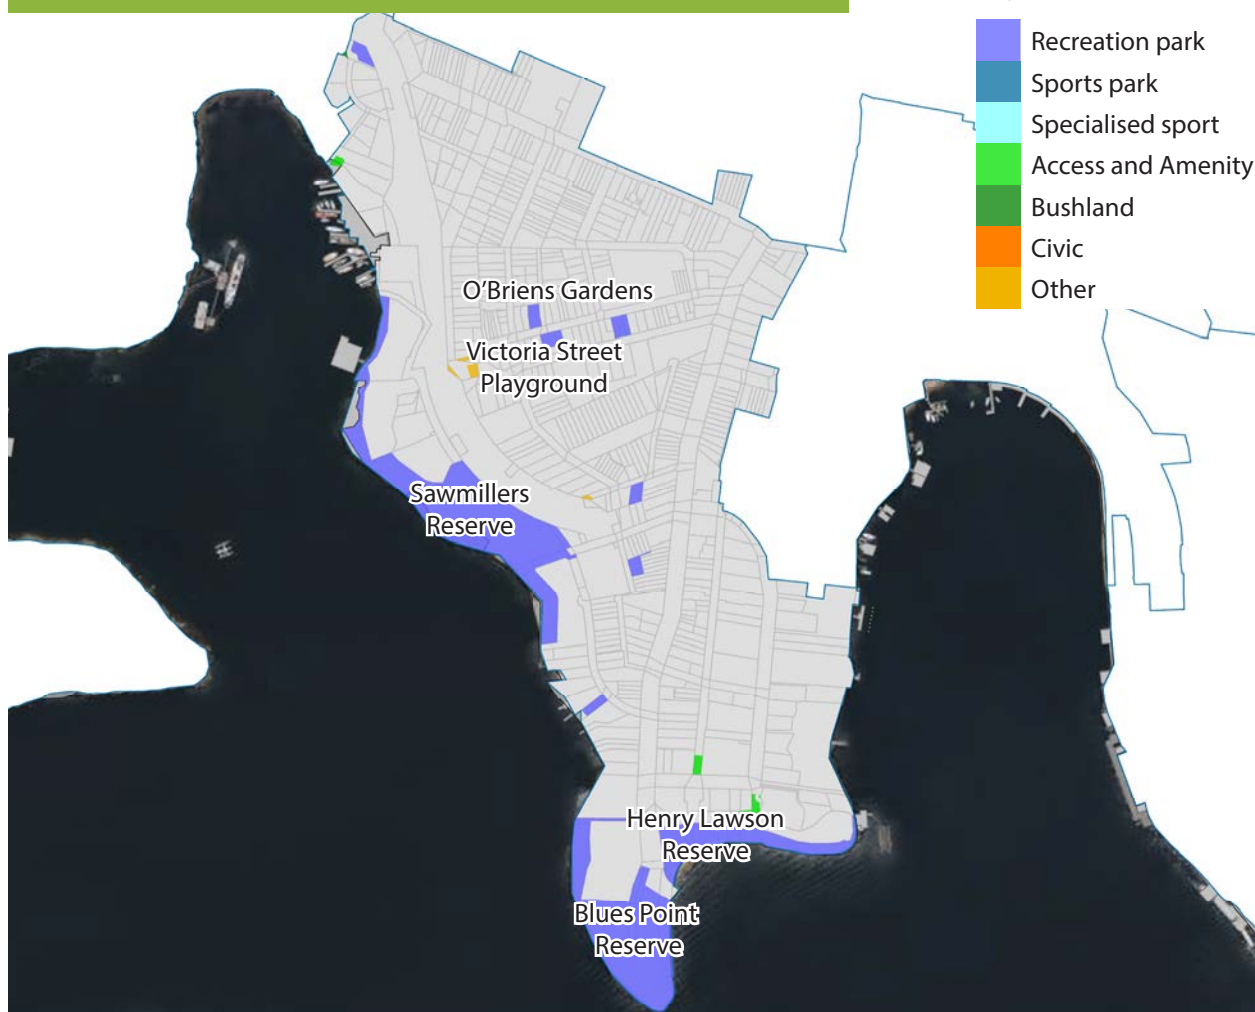 Recreation park
Sports park
Specialised sport
Access and Amenity
Bushland
Civic
Other
O'Briens Gardens
Victoria Street
Playground
Sawmillers
Reserve
Henry Lawson
Reserve
Blues Point
Reserve